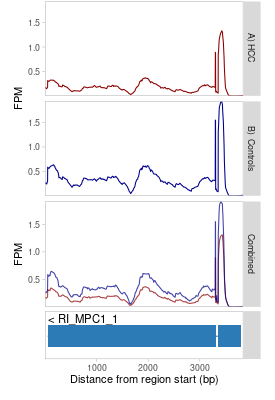 1.5
1.0
0.5
FPM
A) HCC
1.5
1.0
0.5
B) Controls
1.5
1.0
0.5
FPM
Combined
< RI_MPC1_1
1000 2000 3000
Distance from region start (bp)